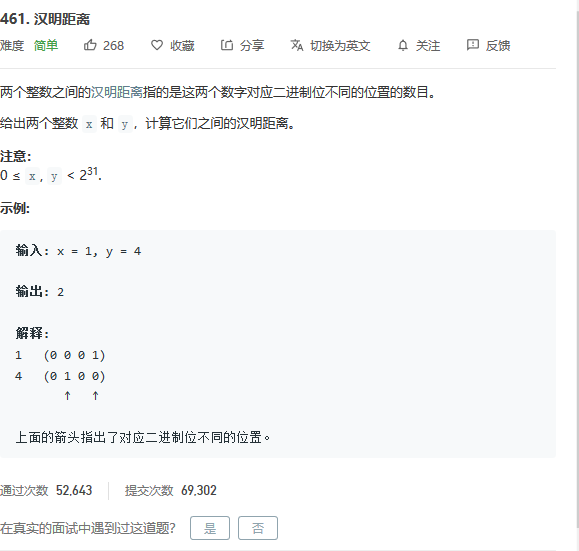 461. 汉明距离
难度 简单 268 收藏 分享 切换为英文 关注 反馈
两个整数之间的汉明距离指的是这两个数字对应二进制位不同的位置的数目。
给出两个整数 x 和 y，计算它们之间的汉明距离。
注意：
0 ≤ x, y < 2³¹.
示例:
输入: x = 1, y = 4
输出: 2
解释:
1 (0 0 0 1)
4 (0 1 0 0)
↑ ↑
上面的箭头指出了对应二进制位不同的位置。
通过次数 52,643 提交次数 69,302
在真实的面试中遇到过这道题？ 是 否